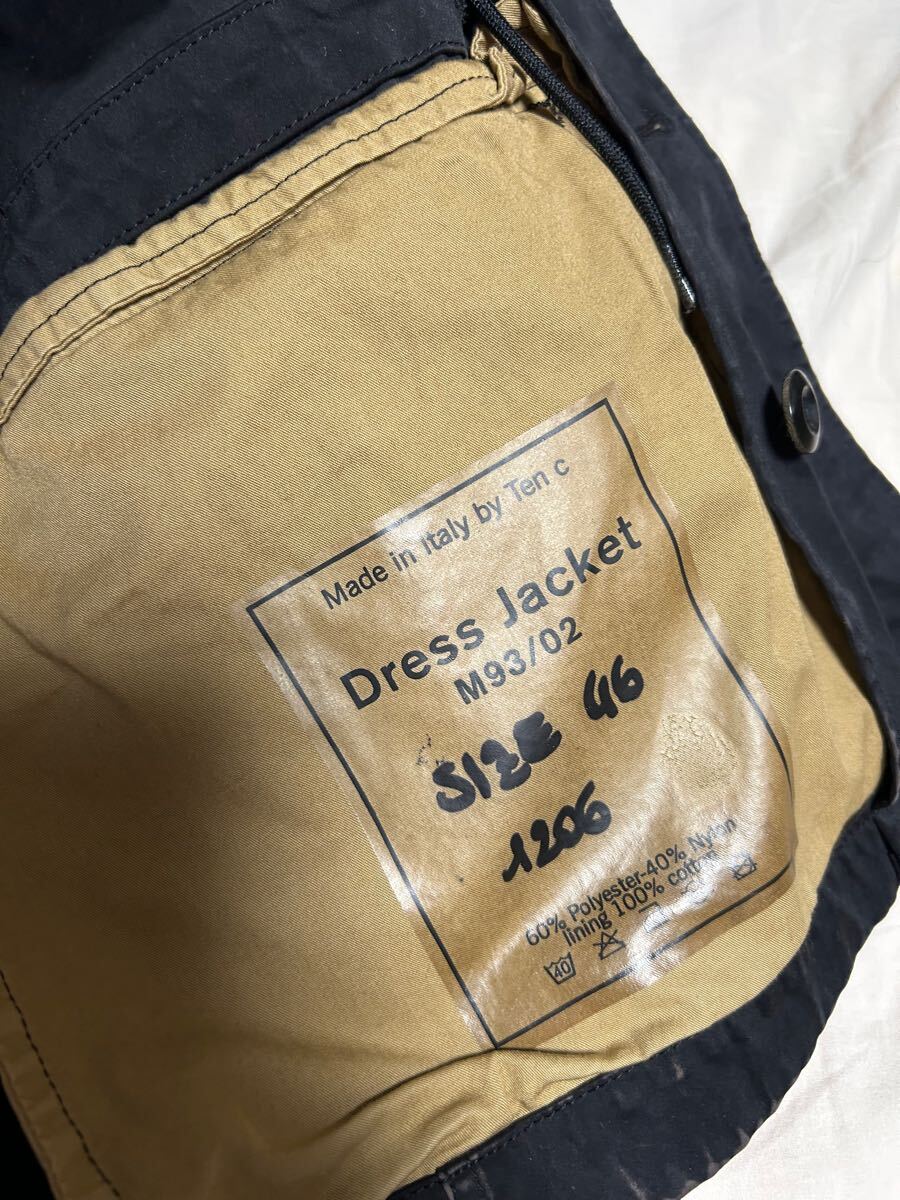 Made in Italy by Ten c
Dress Jacket
M93/02
SIZE 46
1206
60% Polyester-40% Nylon
lining 100% cotton
40